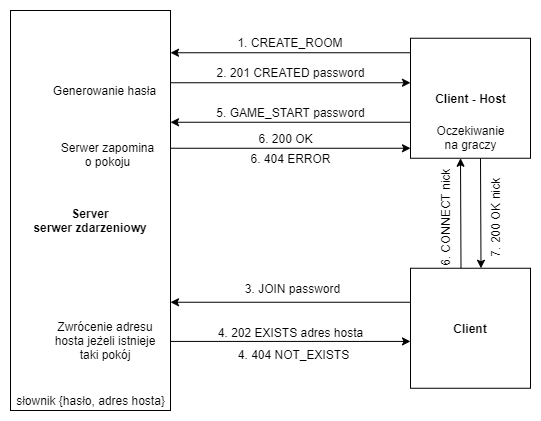 1. CREATE_ROOM
2. 201 CREATED password
Generowanie hasła
Client - Host
5. GAME_START password
Oczekiwanie
na graczy
6. 200 OK
Serwer zapomina
o pokoju
6. 404 ERROR
6. CONNECT nick
7. 200 OK nick
Server
serwer zdarzeniowy
3. JOIN password
Zwrócenie adresu
hosta jeżeli istnieje
taki pokój
4. 202 EXISTS adres hosta
4. 404 NOT_EXISTS
Client
słownik {hasło, adres hosta}